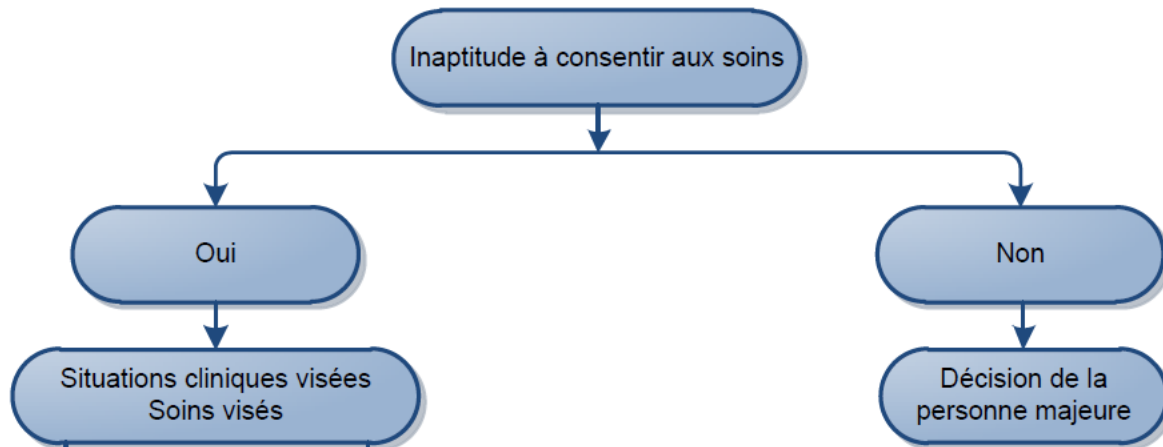 Inaptitude à consentir aux soins
Oui
Non
Situations cliniques visées
Soins visés
Décision de la
personne majeure